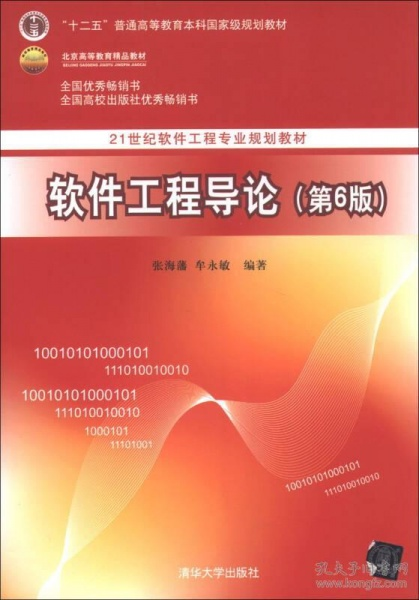 “十二五”普通高等教育本科国家级规划教材
北京高等教育精品教材
BEIJING GAODENG JIAOYU JINGPIN JIAOCAI
全国优秀畅销书
全国高校出版社优秀畅销书
21世纪软件工程专业规划教材
软件工程导论（第6版）
张海藩 牟永敏 编著
10010101000101
111010010010
10010101000101
111010010010
1000101
11101001
10010101000101
111010010010
清华大学出版社
孔夫子旧书网